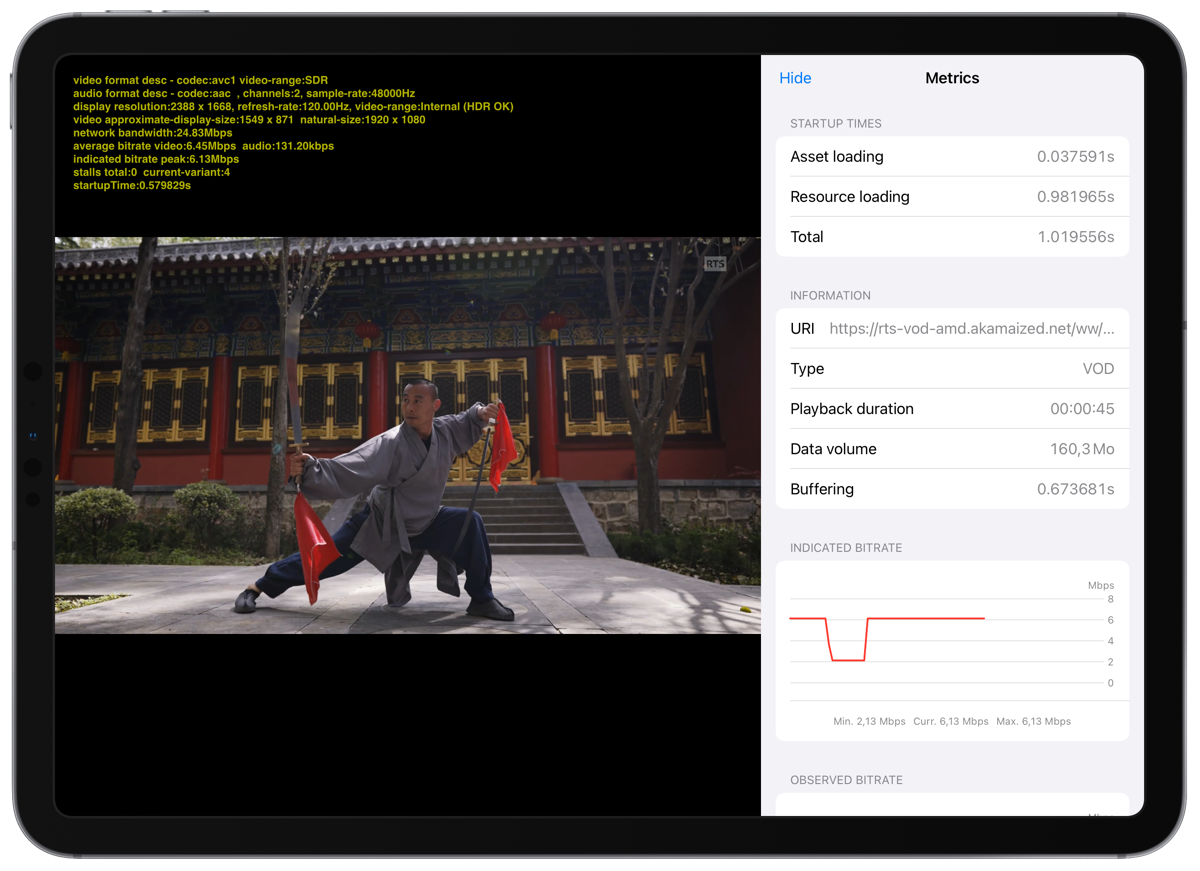 video format desc - codec:avc1 video-range:SDR
audio format desc - codec:aac , channels:2, sample-rate:48000Hz
display resolution:2388 x 1668, refresh-rate:120.00Hz, video-range:Internal (HDR OK)
video approximate-display-size:1549 x 871 natural-size:1920 x 1080
network bandwidth:24.83Mbps
average bitrate video:6.45Mbps audio:131.20kbps
indicated bitrate peak:6.13Mbps
stalls total:0 current-variant:4
startupTime:0.579829s
RTS
Hide Metrics
STARTUP TIMES
Asset loading 0.037591s
Resource loading 0.981965s
Total 1.019556s
INFORMATION
URI https://rts-vod-amd.akamaized.net/ww/...
Type VOD
Playback duration 00:00:45
Data volume 160,3 Mo
Buffering 0.673681s
INDICATED BITRATE
Mbps
8
6
4
2
0
Min. 2,13 Mbps Curr. 6,13 Mbps Max. 6,13 Mbps
OBSERVED BITRATE